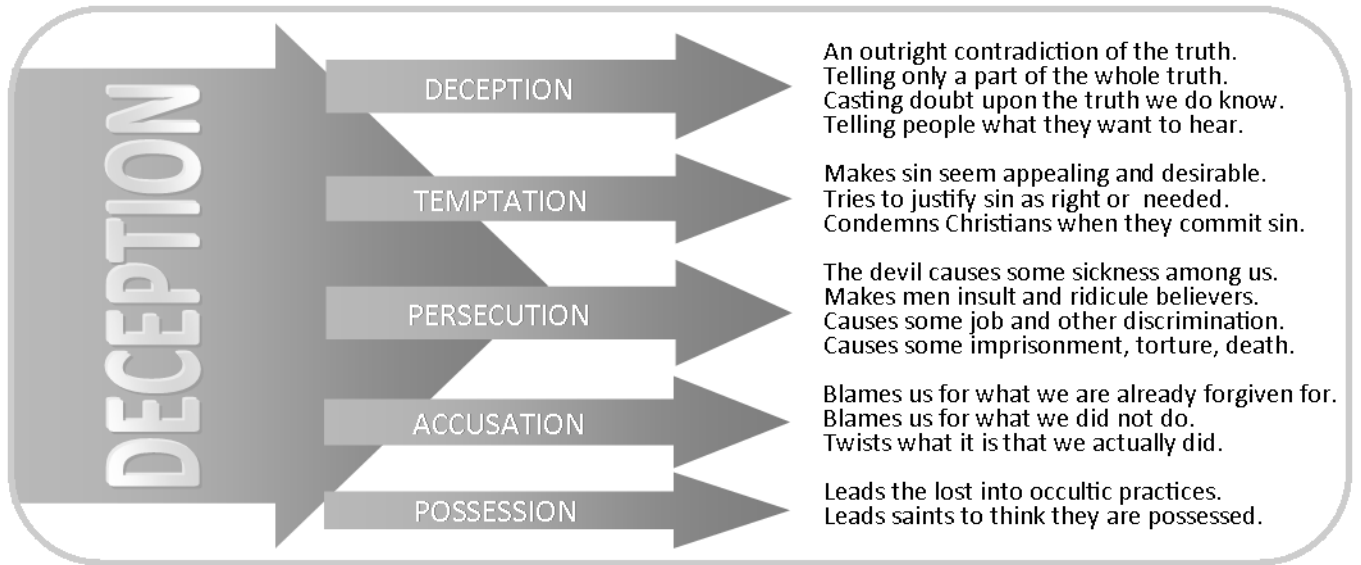 DECEPTION
DECEPTION
An outright contradiction of the truth.
Telling only a part of the whole truth.
Casting doubt upon the truth we do know.
Telling people what they want to hear.
TEMPTATION
Makes sin seem appealing and desirable.
Tries to justify sin as right or  needed.
Condemns Christians when they commit sin.
PERSECUTION
The devil causes some sickness among us.
Makes men insult and ridicule believers.
Causes some job and other discrimination.
Causes some imprisonment, torture, death.
ACCUSATION
Blames us for what we are already forgiven for.
Blames us for what we did not do.
Twists what it is that we actually did.
POSSESSION
Leads the lost into occultic practices.
Leads saints to think they are possessed.